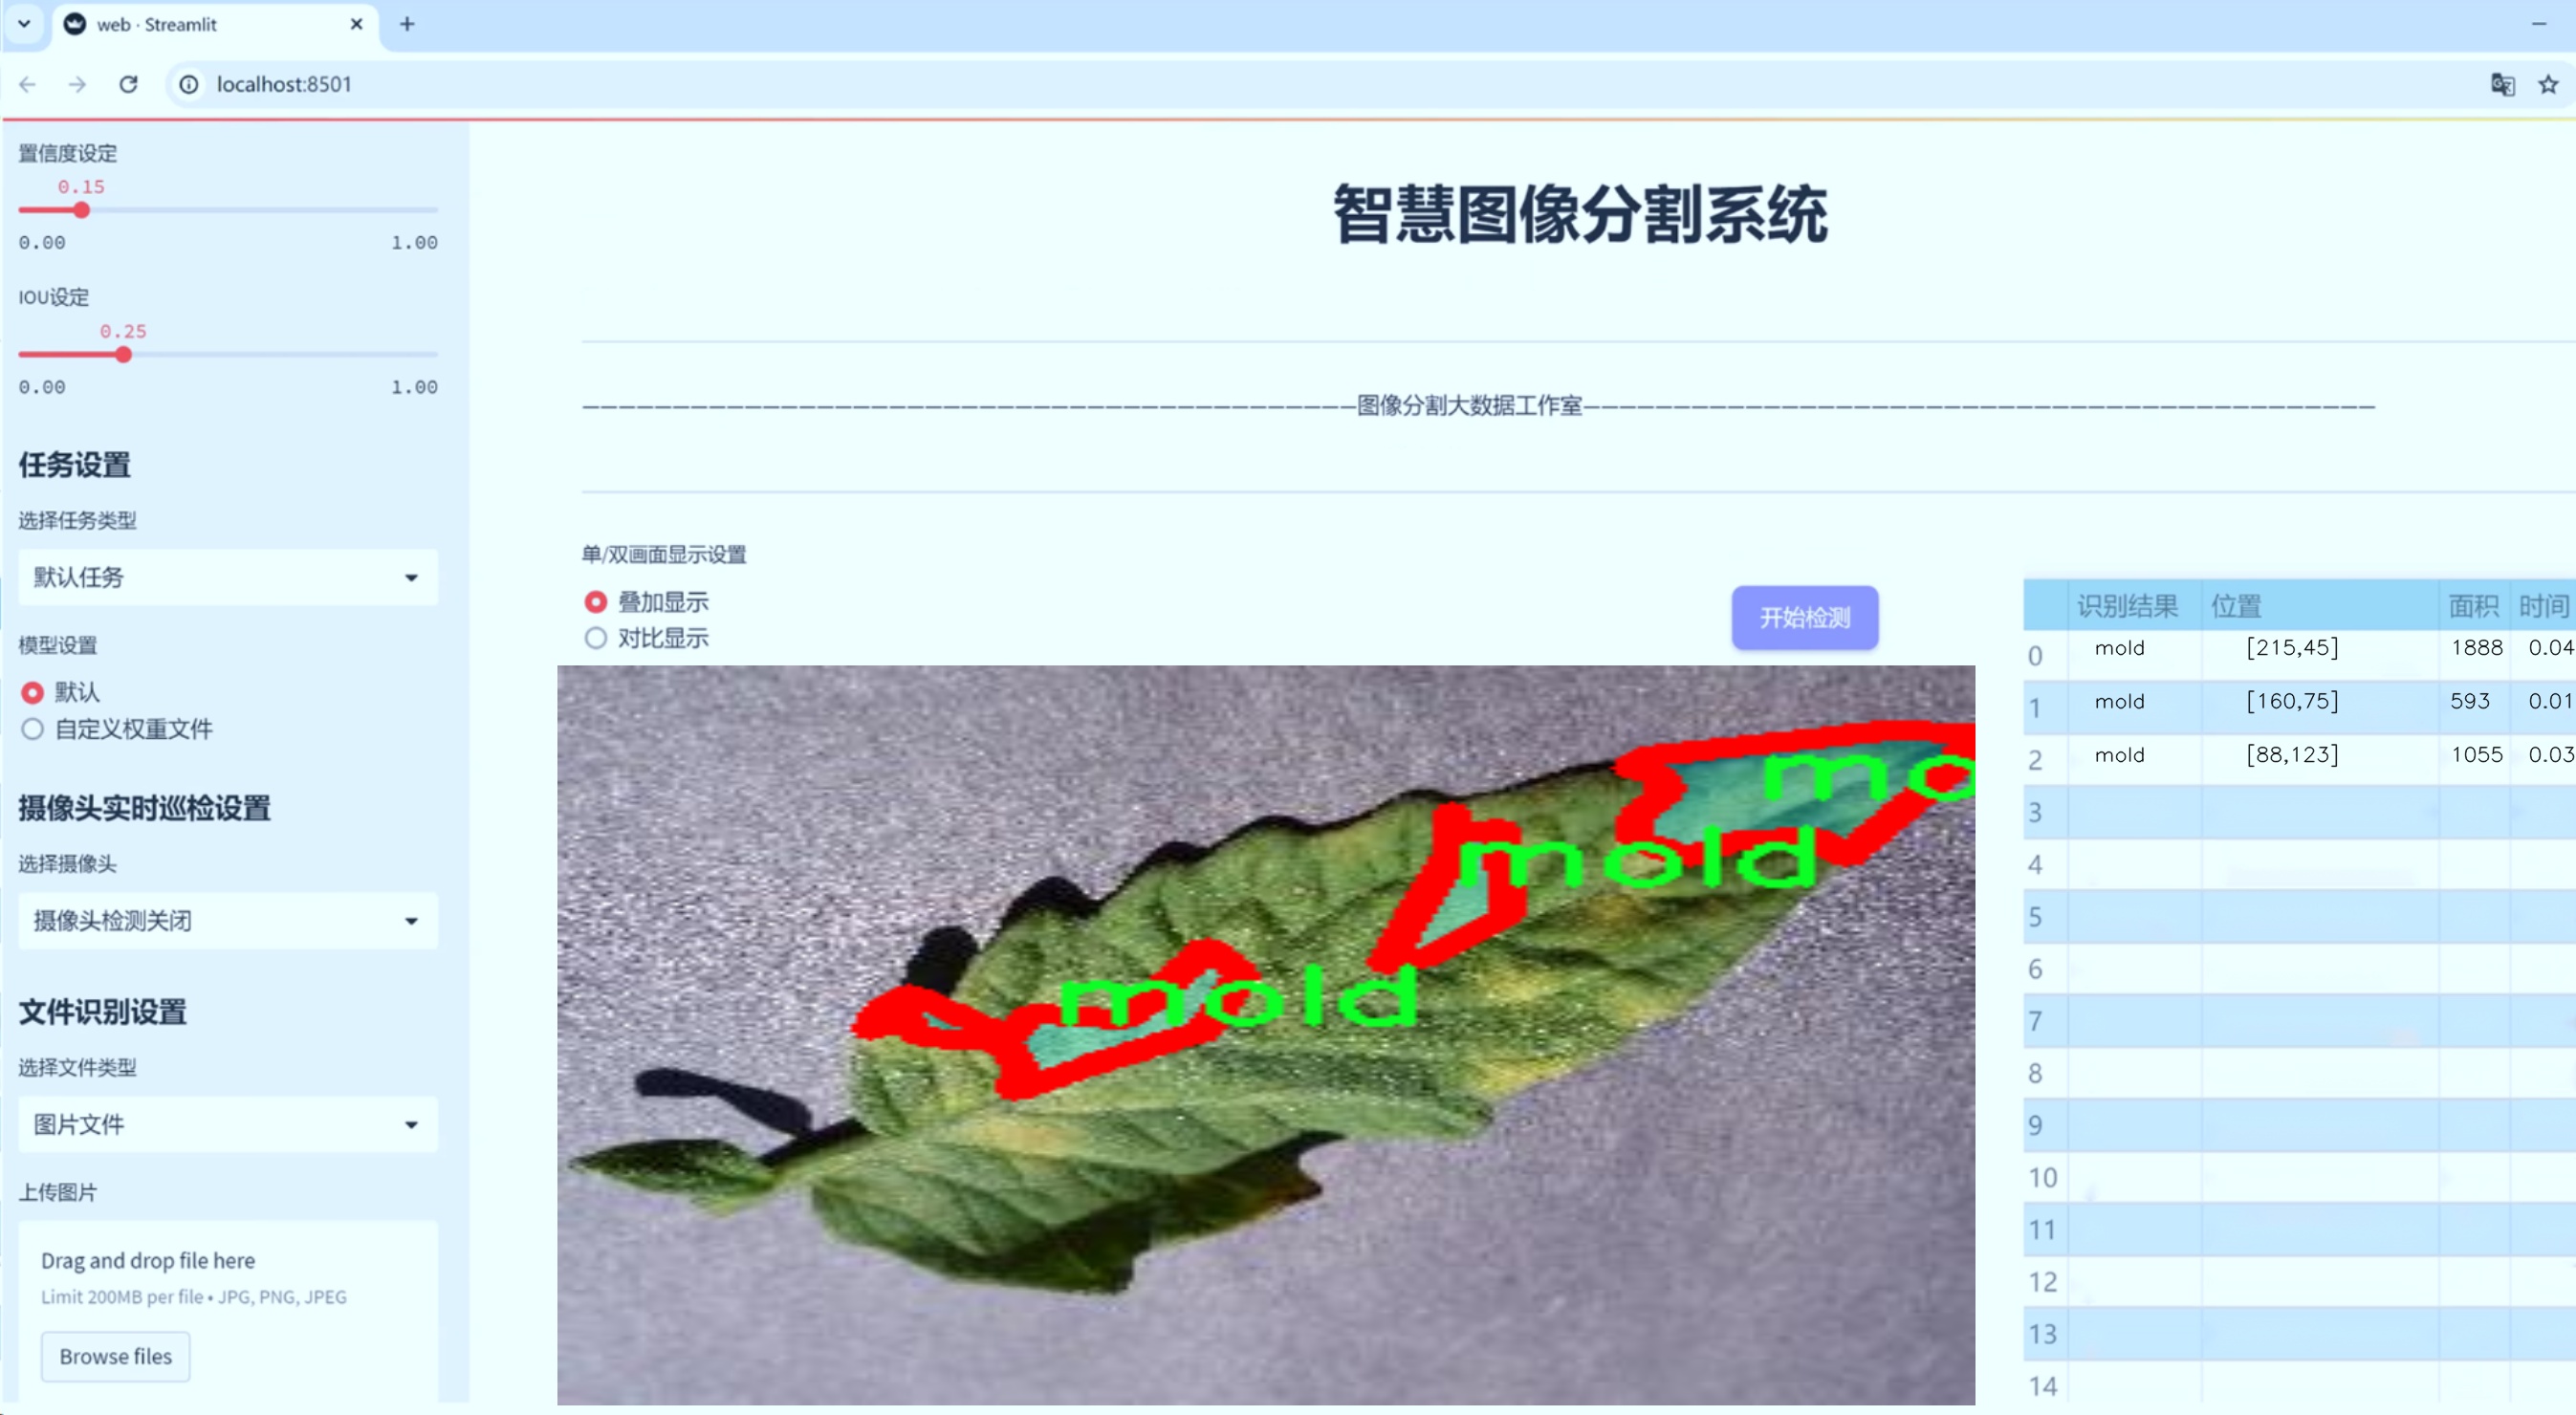 web · Streamlit
localhost:8501
置信度设定
0.15
0.00 1.00
IOU设定
0.25
0.00 1.00
任务设置
选择任务类型
默认任务
模型设置
默认
自定义权重文件
摄像头实时巡检设置
选择摄像头
摄像头检测关闭
文件识别设置
选择文件类型
图片文件
上传图片
Drag and drop file here
Limit 200MB per file • JPG, PNG, JPEG
Browse files
智慧图像分割系统
图像分割大数据工作室
单/双画面显示设置
叠加显示
对比显示
开始检测
mo
mold
mold
识别结果 位置 面积 时间
0 mold [215,45] 1888 0.04
1 mold [160,75] 593 0.01
2 mold [88,123] 1055 0.03
3
4
5
6
7
8
9
10
11
12
13
14